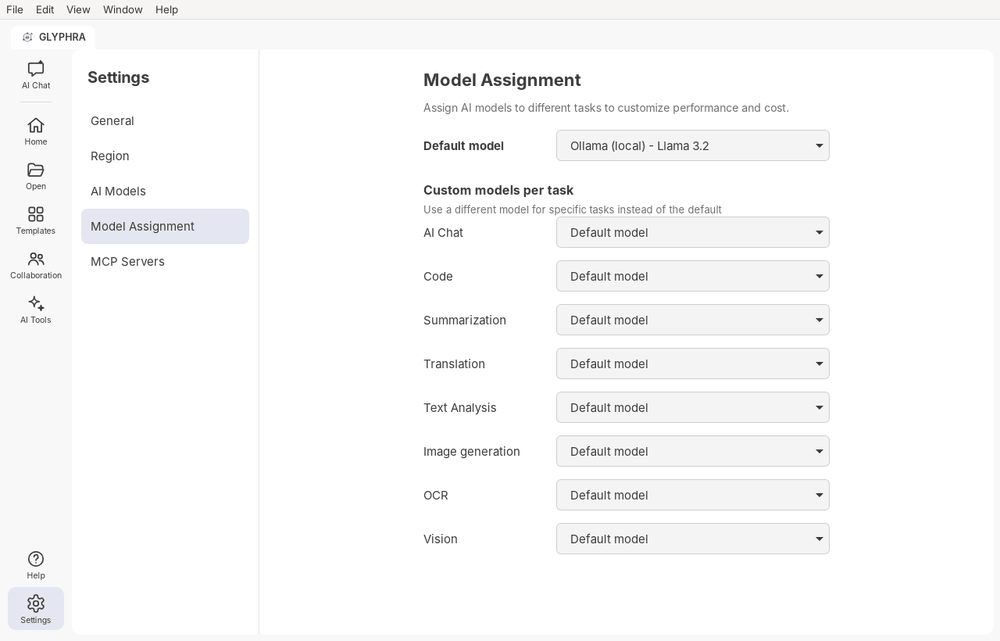 File Edit View Window Help
GLYPHRA
AI Chat
Home
Open
Templates
Collaboration
AI Tools
Help
Settings
Settings
General
Region
AI Models
Model Assignment
MCP Servers
Model Assignment
Assign AI models to different tasks to customize performance and cost.
Default model Ollama (local) - Llama 3.2
Custom models per task
Use a different model for specific tasks instead of the default
AI Chat Default model
Code Default model
Summarization Default model
Translation Default model
Text Analysis Default model
Image generation Default model
OCR Default model
Vision Default model